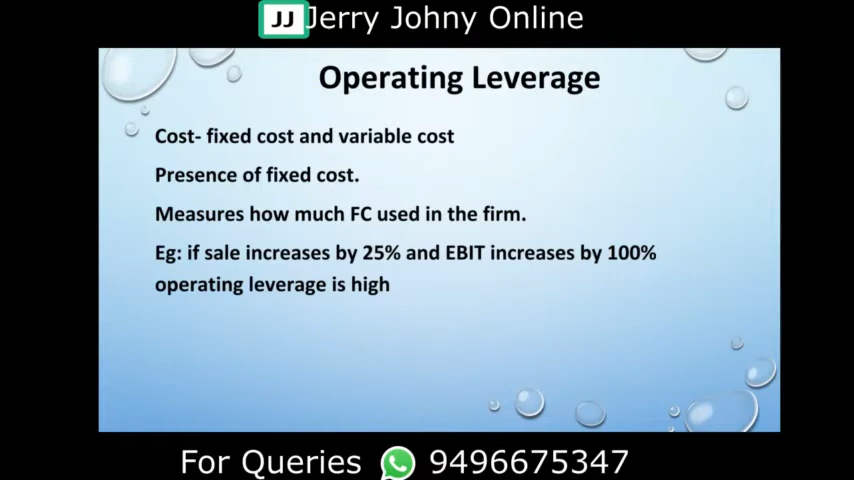 JJ Jerry Johny Online
Operating Leverage
Cost- fixed cost and variable cost
Presence of fixed cost.
Measures how much FC used in the firm.
Eg: if sale increases by 25% and EBIT increases by 100%
operating leverage is high
For Queries 9496675347